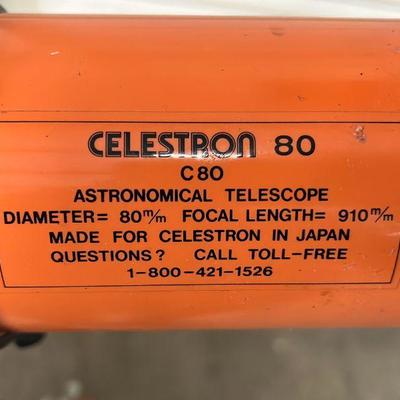 CELESTRON 80
C80
ASTRONOMICAL TELESCOPE
DIAMETER= 80m/m FOCAL LENGTH= 910m/m
MADE FOR CELESTRON IN JAPAN
QUESTIONS? CALL TOLL-FREE
1-800-421-1526